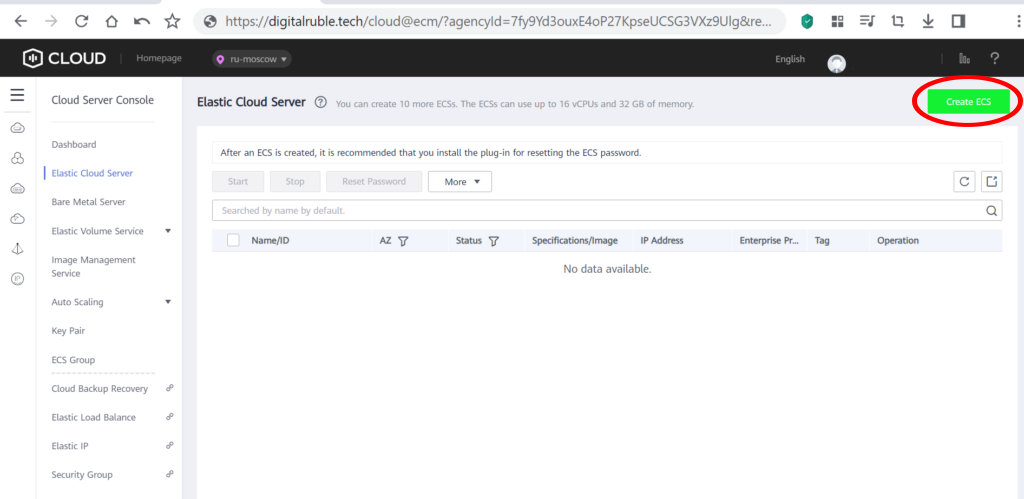 https://digitalruble.tech/cloud@ecm/?agencyId=7fy9Yd3ouxE4oP27KpseUCSG3VXz9Ulg&re...
CLOUD
Homepage
ru-moscow
English
Cloud Server Console
Elastic Cloud Server
You can create 10 more ECSs. The ECSs can use up to 16 vCPUs and 32 GB of memory.
Create ECS
Dashboard
Elastic Cloud Server
Bare Metal Server
Elastic Volume Service
Image Management
Service
Auto Scaling
Key Pair
ECS Group
Cloud Backup Recovery
Elastic Load Balance
Elastic IP
Security Group
After an ECS is created, it is recommended that you install the plug-in for resetting the ECS password.
Start Stop Reset Password More
Searched by name by default.
Name/ID AZ Status Specifications/Image IP Address Enterprise Pr... Tag Operation
No data available.